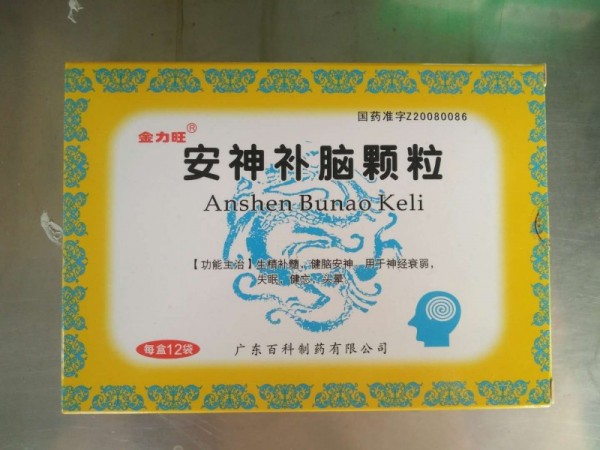 国药准字Z20080086
金力旺®
安神补脑颗粒
Anshen Bunao Keli
【功能主治】生精补髓，健脑安神。用于神经衰弱，
失眠，健忘，头晕。
每盒12袋
广东百科制药有限公司